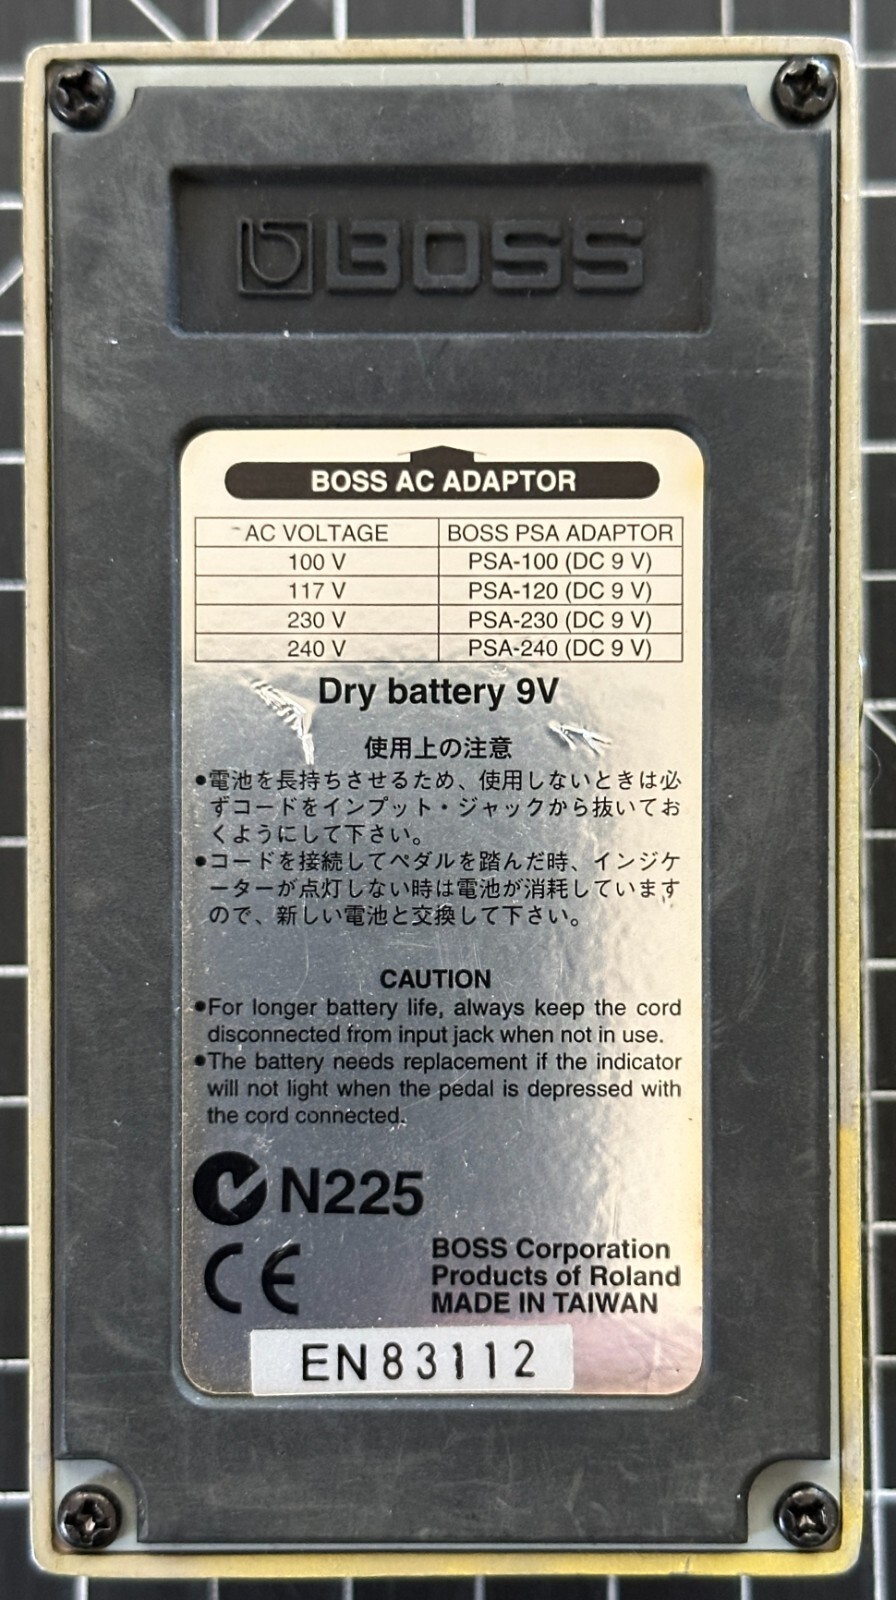 BOSS
BOSS AC ADAPTOR
AC VOLTAGE BOSS PSA ADAPTOR
100 V PSA-100 (DC 9 V)
117 V PSA-120 (DC 9 V)
230 V PSA-230 (DC 9 V)
240 V PSA-240 (DC 9 V)
Dry battery 9V
使用上の注意
●電池を長持ちさせるため、使用しないときは必
ずコードをインプット・ジャックから抜いてお
くようにして下さい。
●コードを接続してペダルを踏んだ時、インジケ
ーターが点灯しない時は電池が消耗しています
ので、新しい電池と交換して下さい。
CAUTION
●For longer battery life, always keep the cord
disconnected from input jack when not in use.
●The battery needs replacement if the indicator
will not light when the pedal is depressed with
the cord connected.
N225
CE
BOSS Corporation
Products of Roland
MADE IN TAIWAN
EN83112